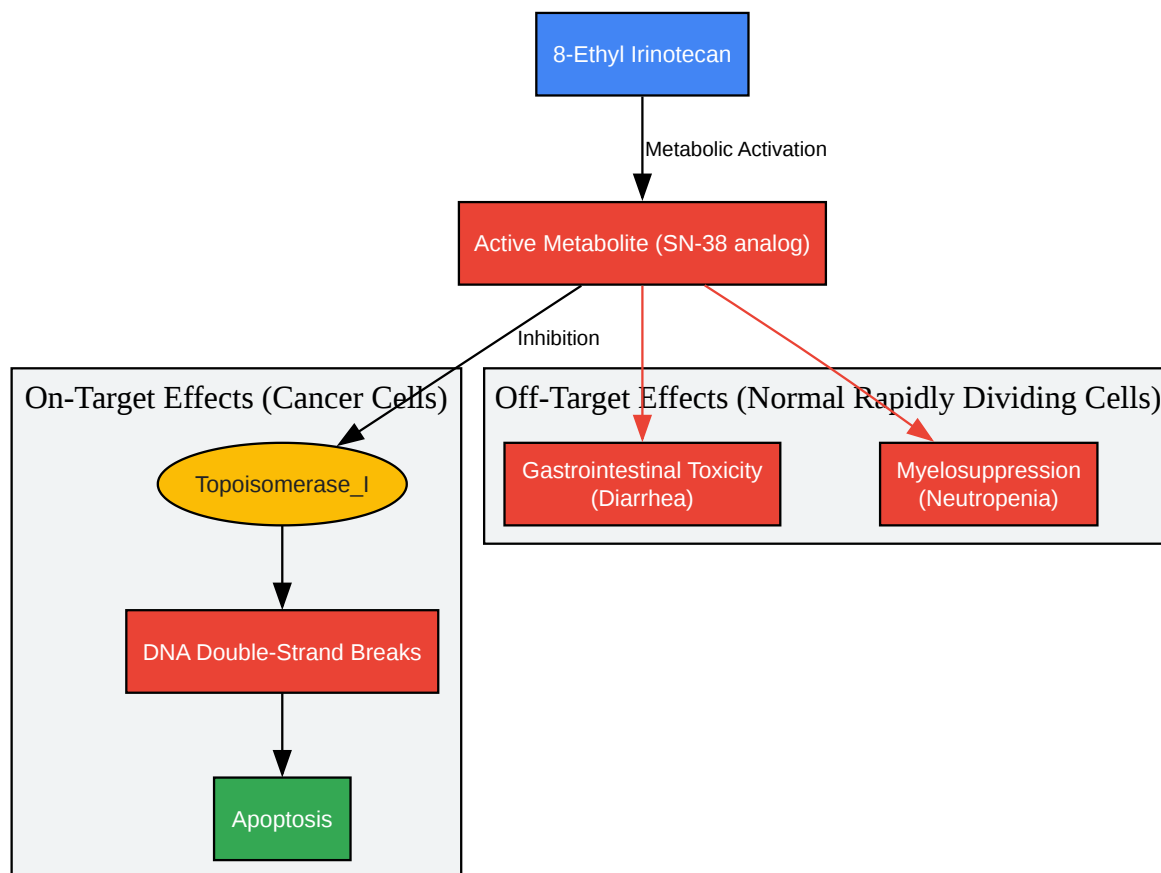 8-Ethyl Irinotecan
Metabolic Activation
Active Metabolite (SN-38 analog)
Inhibition
On-Target Effects (Cancer Cells)
Off-Target Effects (Normal Rapidly Dividing Cells)
Topoisomerase_I
Gastrointestinal Toxicity
(Diarrhea)
Myelosuppression
(Neutropenia)
DNA Double-Strand Breaks
Apoptosis